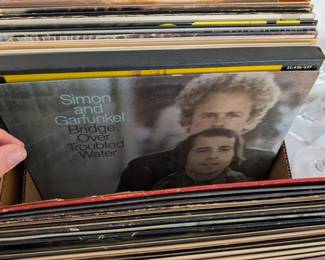 Simon
and
Garfunkel
Bridge
Over
Troubled
Water